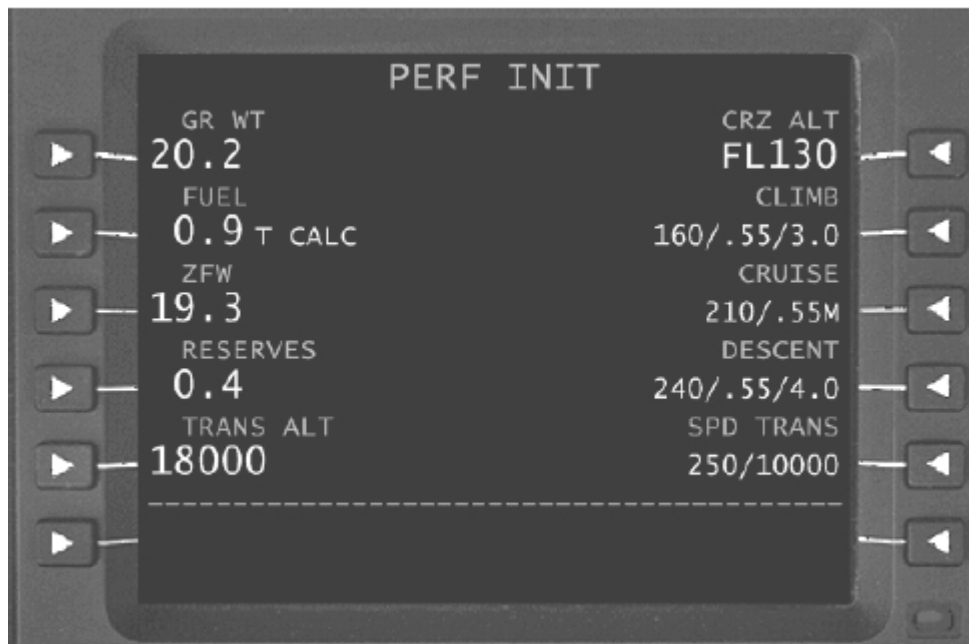 PERF INIT
GR WT CRZ ALT
20.2 FL130
FUEL CLIMB
0.9 T CALC 160/.55/3.0
ZFW CRUISE
19.3 210/.55M
RESERVES DESCENT
0.4 240/.55/4.0
TRANS ALT SPD TRANS
18000 250/10000